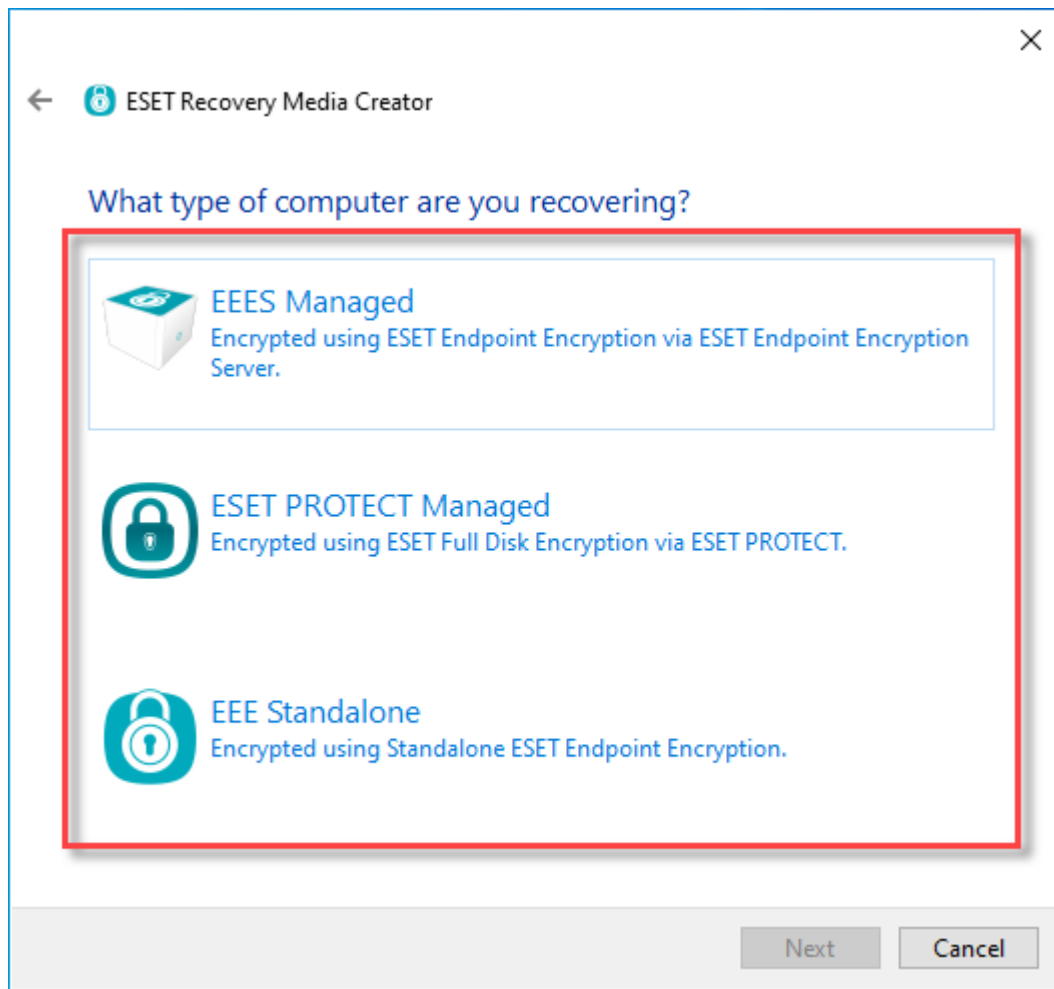 ESET Recovery Media Creator
What type of computer are you recovering?
EEES Managed
Encrypted using ESET Endpoint Encryption via ESET Endpoint Encryption
Server.
ESET PROTECT Managed
Encrypted using ESET Full Disk Encryption via ESET PROTECT.
EEE Standalone
Encrypted using Standalone ESET Endpoint Encryption.
Next
Cancel